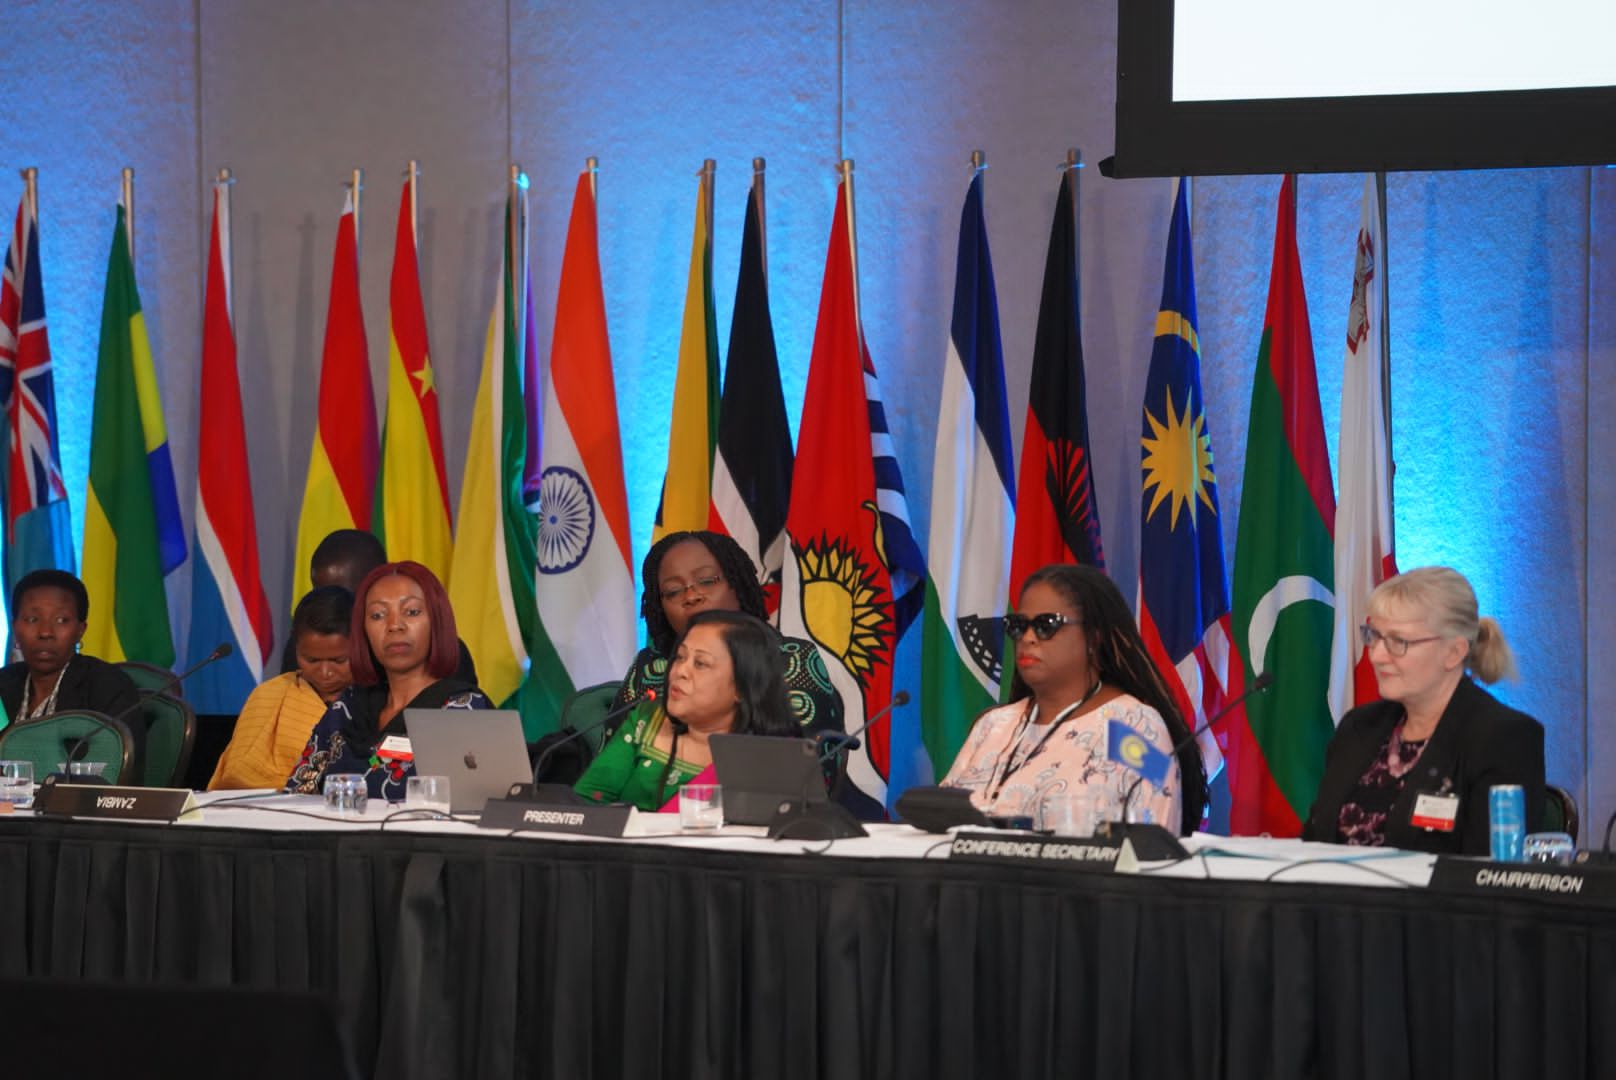 ZAMBIA
PRESENTER
CONFERENCE SECRETARY
CHAIRPERSON